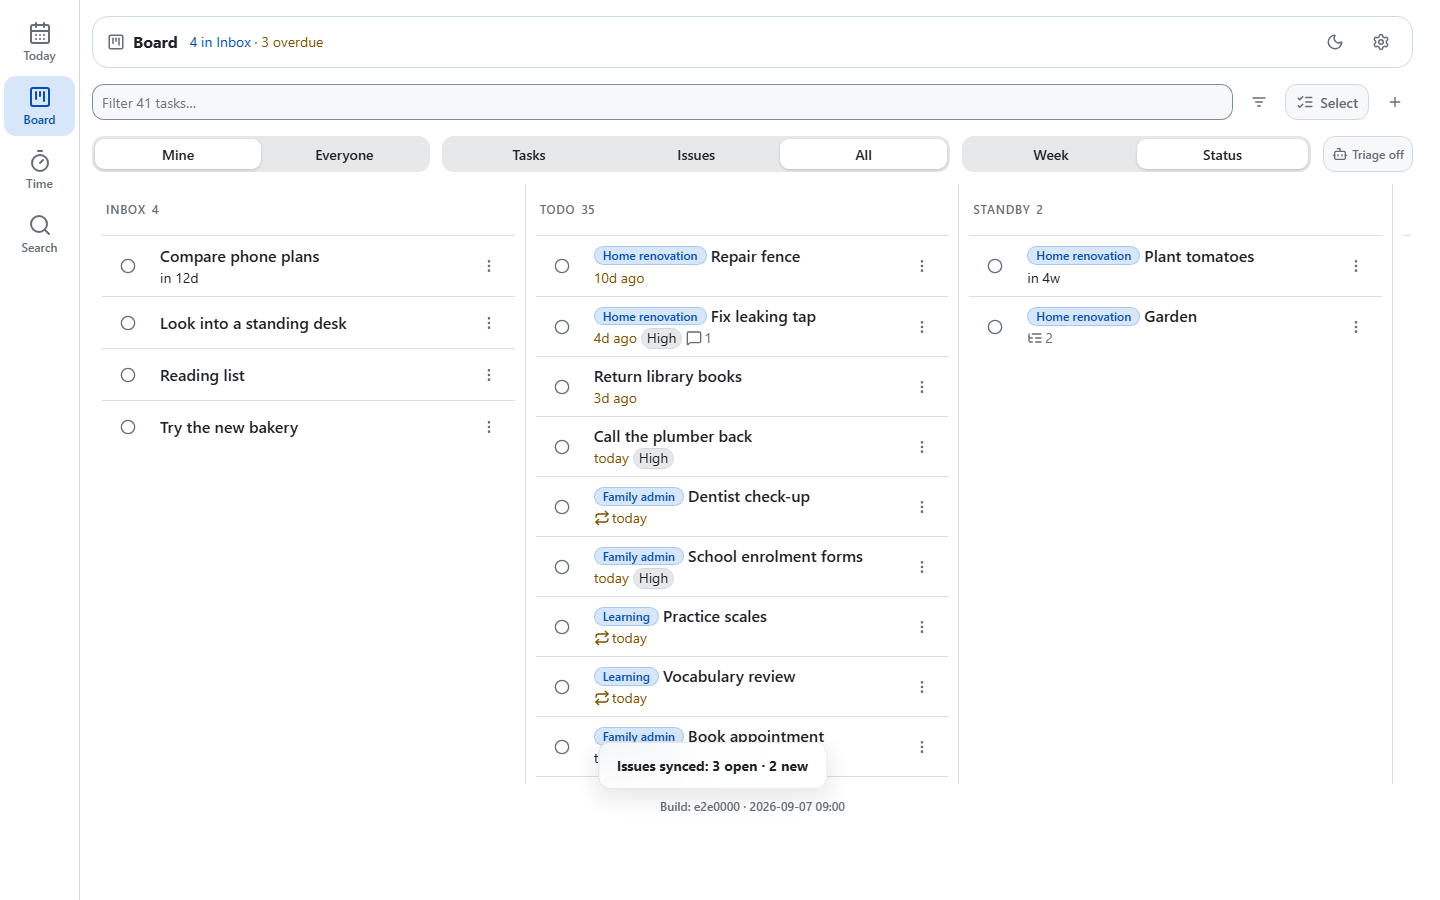 Today
Board
Time
Search
Board 4 in Inbox · 3 overdue
Filter 41 tasks...
Select
Mine Everyone
Tasks Issues All
Week Status
Triage off
INBOX 4
Compare phone plans
in 12d
Look into a standing desk
Reading list
Try the new bakery
TODO 35
Home renovation Repair fence
10d ago
Home renovation Fix leaking tap
4d ago High 1
Return library books
3d ago
Call the plumber back
today High
Family admin Dentist check-up
today
Family admin School enrolment forms
today High
Learning Practice scales
today
Learning Vocabulary review
today
Family admin Book appointment
STANDBY 2
Home renovation Plant tomatoes
in 4w
Home renovation Garden
2
Issues synced: 3 open · 2 new
Build: e2e0000 · 2026-09-07 09:00